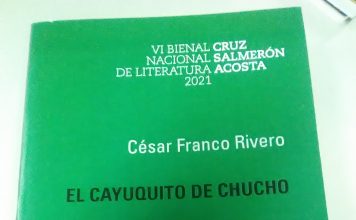 VI BIENAL CRUZ
NACIONAL SALMERÓN
DE LITERATURA ACOSTA
2021
César Franco Rivero
EL CAYUQUITO DE CHUCHO